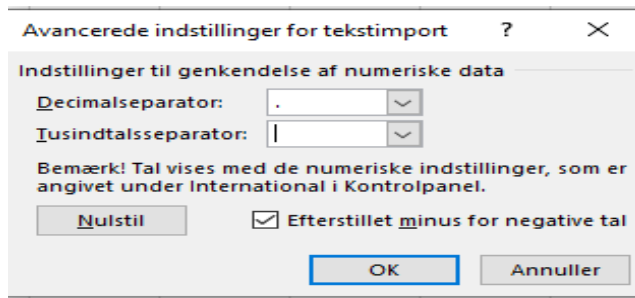 Avancerede indstillinger for tekstimport ? ×
Indstillinger til genkendelse af numeriske data
Decimalseparator: .
Tusindtalsseparator:
Bemærk! Tal vises med de numeriske indstillinger, som er
angivet under International i Kontrolpanel.
Nulstil Efterstillet minus for negative tal
OK Annuller